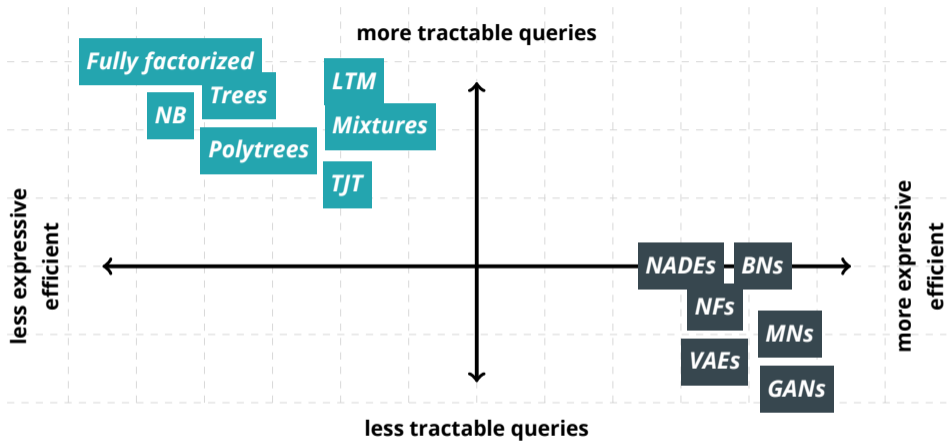 more tractable queries
Fully factorized
LTM
Trees
NB
Mixtures
Polytrees
TJT
less expressive
efficient
more expressive
efficient
NADEs
BNs
NFs
MNs
VAEs
GANs
less tractable queries